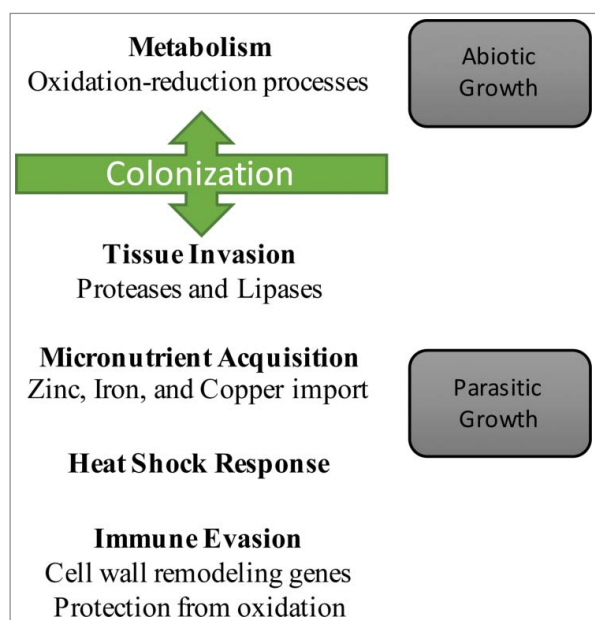 Metabolism
Oxidation-reduction processes
Abiotic
Growth
Colonization
Tissue Invasion
Proteases and Lipases
Micronutrient Acquisition
Zinc, Iron, and Copper import
Parasitic
Growth
Heat Shock Response
Immune Evasion
Cell wall remodeling genes
Protection from oxidation